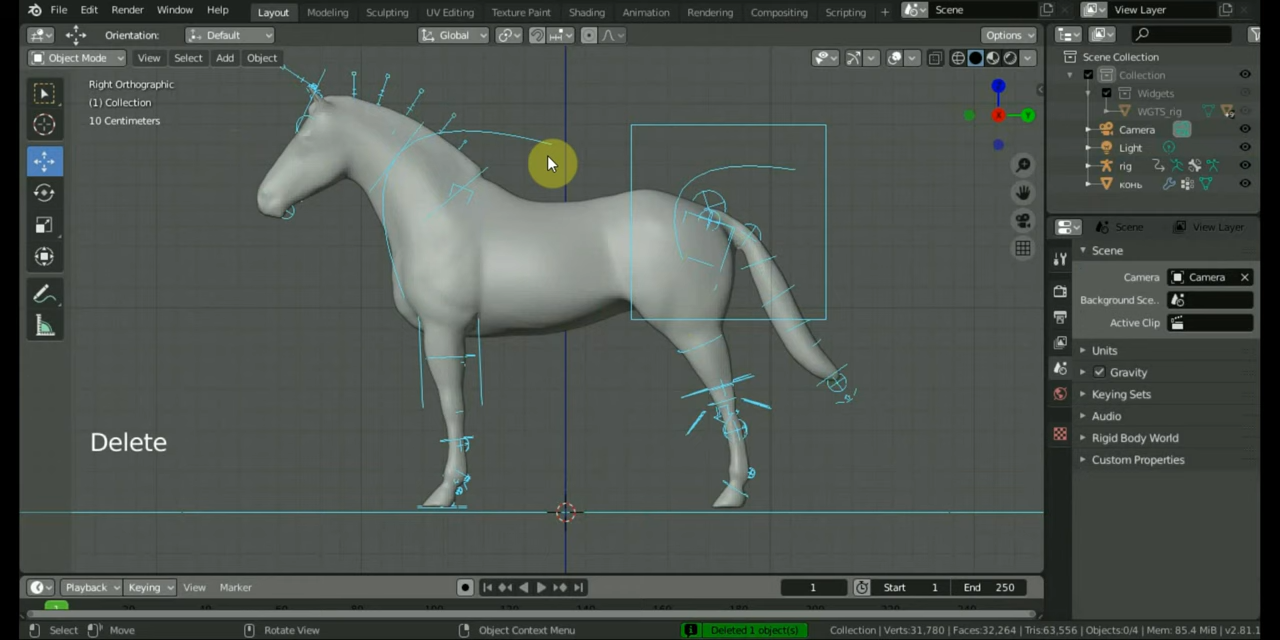 File Edit Render Window Help Layout Modeling Sculpting UV Editing Texture Paint Shading Animation Rendering Compositing Scripting + Scene View Layer
Orientation: Default Global Options
Object Mode View Select Add Object
Right Orthographic
(1) Collection
10 Centimeters
Delete
Scene Collection
Collection
Widgets
WGTS_rig
Camera
Light
rig
конь
Scene View Layer
Scene
Camera Camera
Background Sce..
Active Clip
Units
Gravity
Keying Sets
Audio
Rigid Body World
Custom Properties
Playback Keying View Marker 1 Start 1 End 250
1
Select Move Rotate View Object Context Menu Deleted 1 object(s) Collection | Verts:31,780 | Faces:32,264 | Tris:63,556 | Objects:0/4 | Mem: 85.4 MiB | v2.81.1